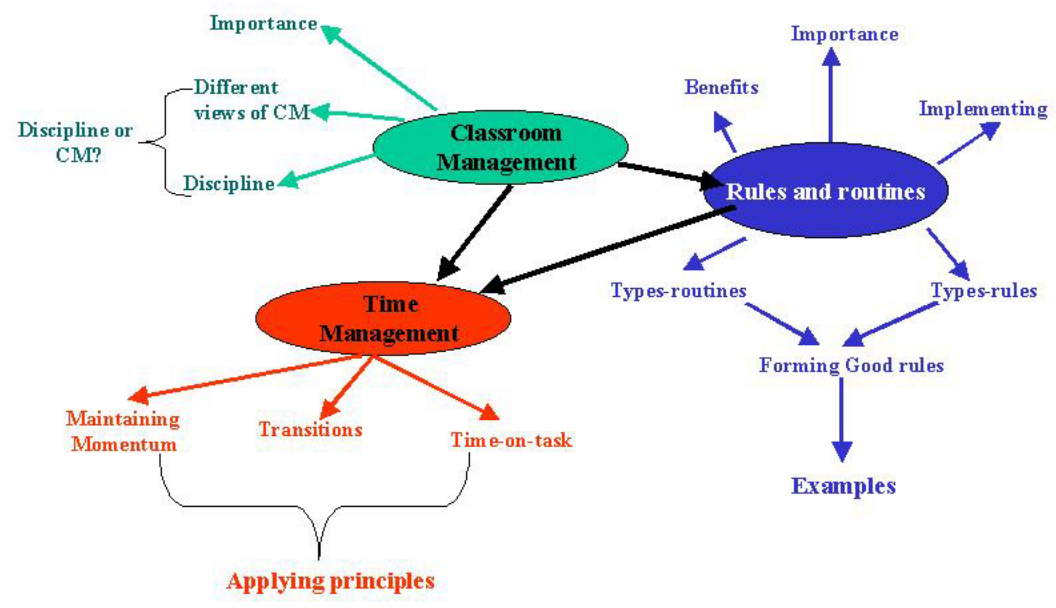 Importance
Different
views of CM
Discipline or
CM?
Discipline
Classroom
Management
Importance
Benefits
Implementing
Rules and routines
Types-routines
Types-rules
Forming Good rules
Examples
Time
Management
Maintaining
Momentum
Transitions
Time-on-task
Applying principles